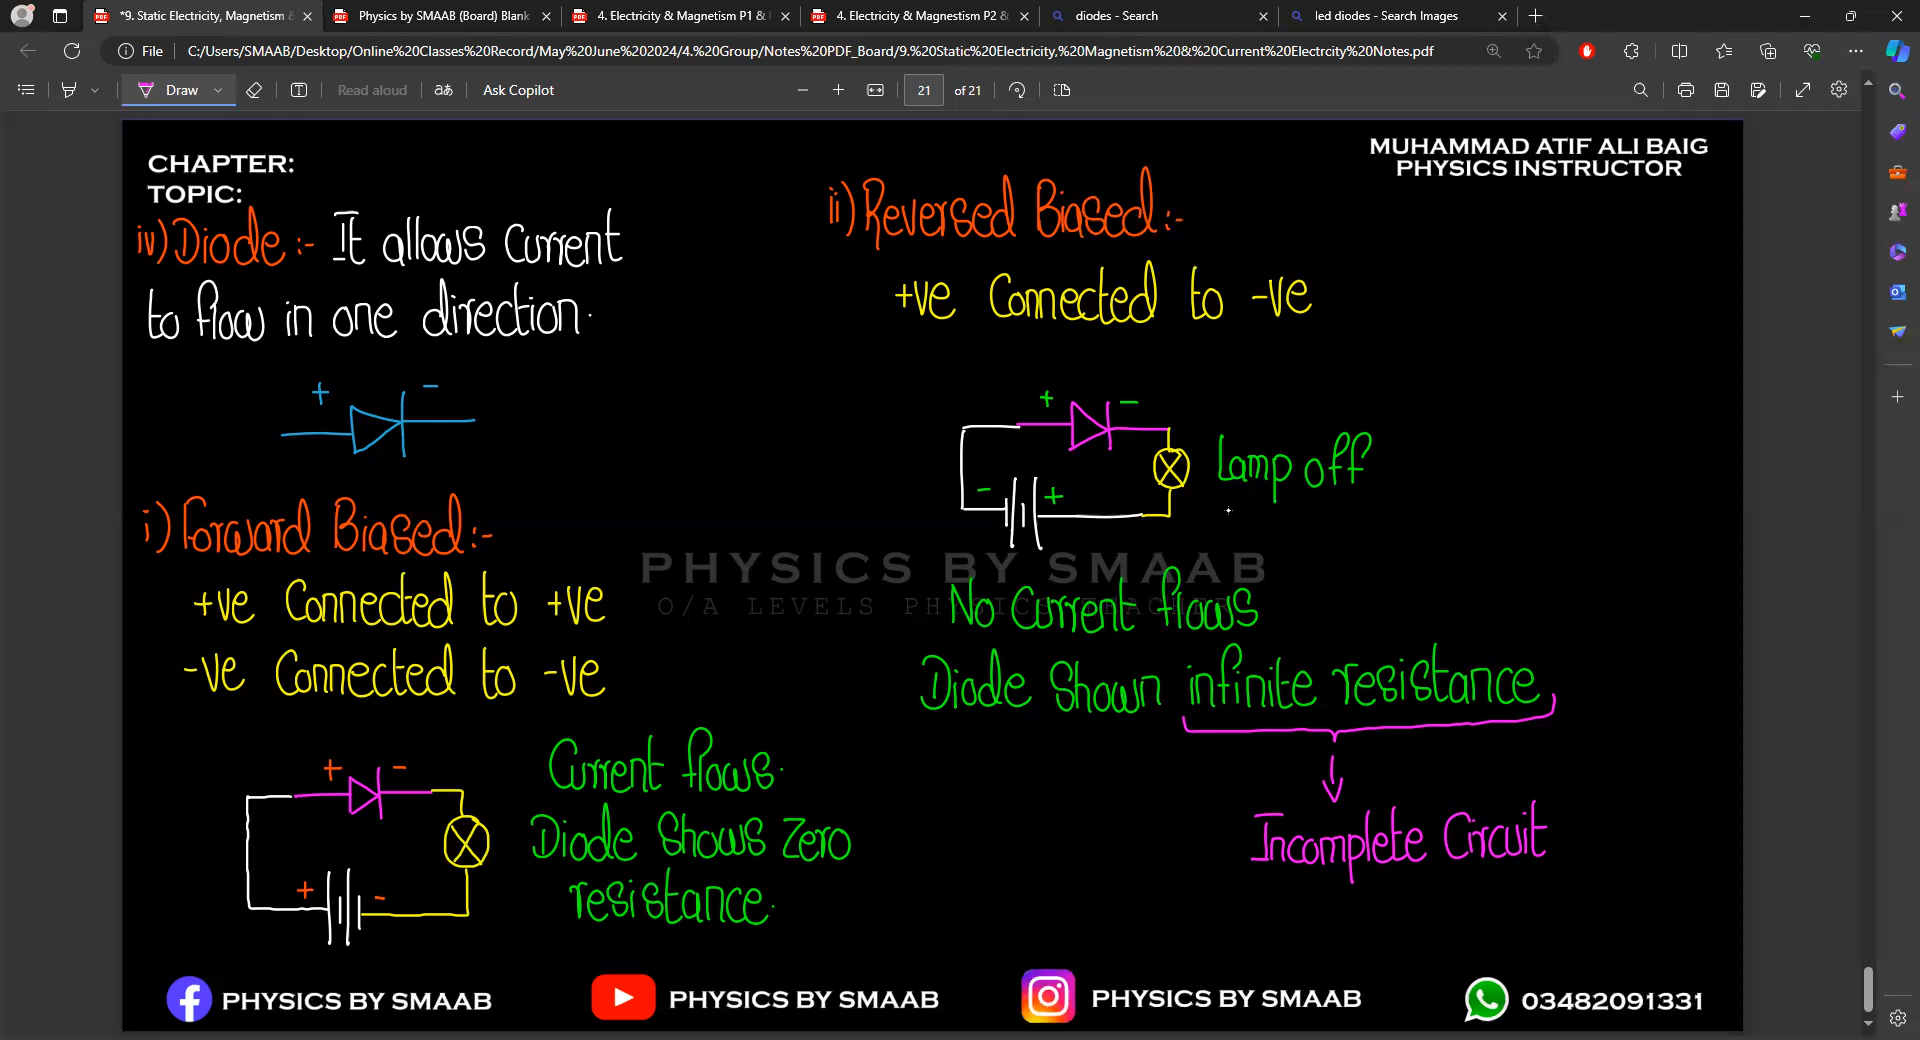 *9. Static Electricity, Magnetism &
Physics by SMAAB (Board) Blank
4. Electricity & Magnetism P1 &
4. Electricity & Magnestism P2 &
diodes - Search
led diodes - Search Images
File
C:/Users/SMAAB/Desktop/Online%20Classes%20Record/May%20June%202024/4.%20Group/Notes%20PDF_Board/9.%20Static%20Electricity,%20Magnetism%20&%20Current%20Electrcity%20Notes.pdf
Draw
Read aloud
aあ
Ask Copilot
21
of 21
CHAPTER:
TOPIC:
MUHAMMAD ATIF ALI BAIG
PHYSICS INSTRUCTOR
iv) Diode :- It allows Current
to flow in one direction.
+ -
i) Forward Biased :-
+ve Connected to +ve
-ve Connected to -ve
+ -
+ -
Current flows.
Diode Shows Zero
resistance.
ii) Reversed Biased :-
+ve Connected to -ve
+ -
- +
Lamp off
PHYSICS BY SMAAB
O/A LEVELS PHYSICS TEACHER
No Current flows
Diode Shown infinite resistance
Incomplete Circuit
PHYSICS BY SMAAB
PHYSICS BY SMAAB
PHYSICS BY SMAAB
03482091331